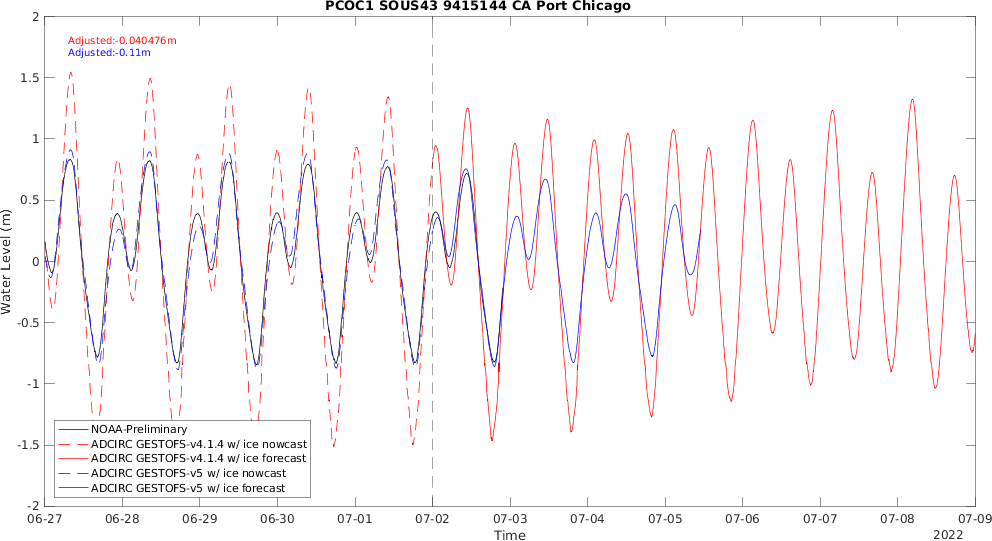 PCOC1 SOUS43 9415144 CA Port Chicago
Adjusted:-0.040476m
Adjusted:-0.11m
2
1.5
1
0.5
0
-0.5
-1
-1.5
-2
Water Level (m)
NOAA-Preliminary
ADCIRC GESTOFS-v4.1.4 w/ ice nowcast
ADCIRC GESTOFS-v4.1.4 w/ ice forecast
ADCIRC GESTOFS-v5 w/ ice nowcast
ADCIRC GESTOFS-v5 w/ ice forecast
06-27 06-28 06-29 06-30 07-01 07-02 07-03 07-04 07-05 07-06 07-07 07-08 07-09
Time
2022